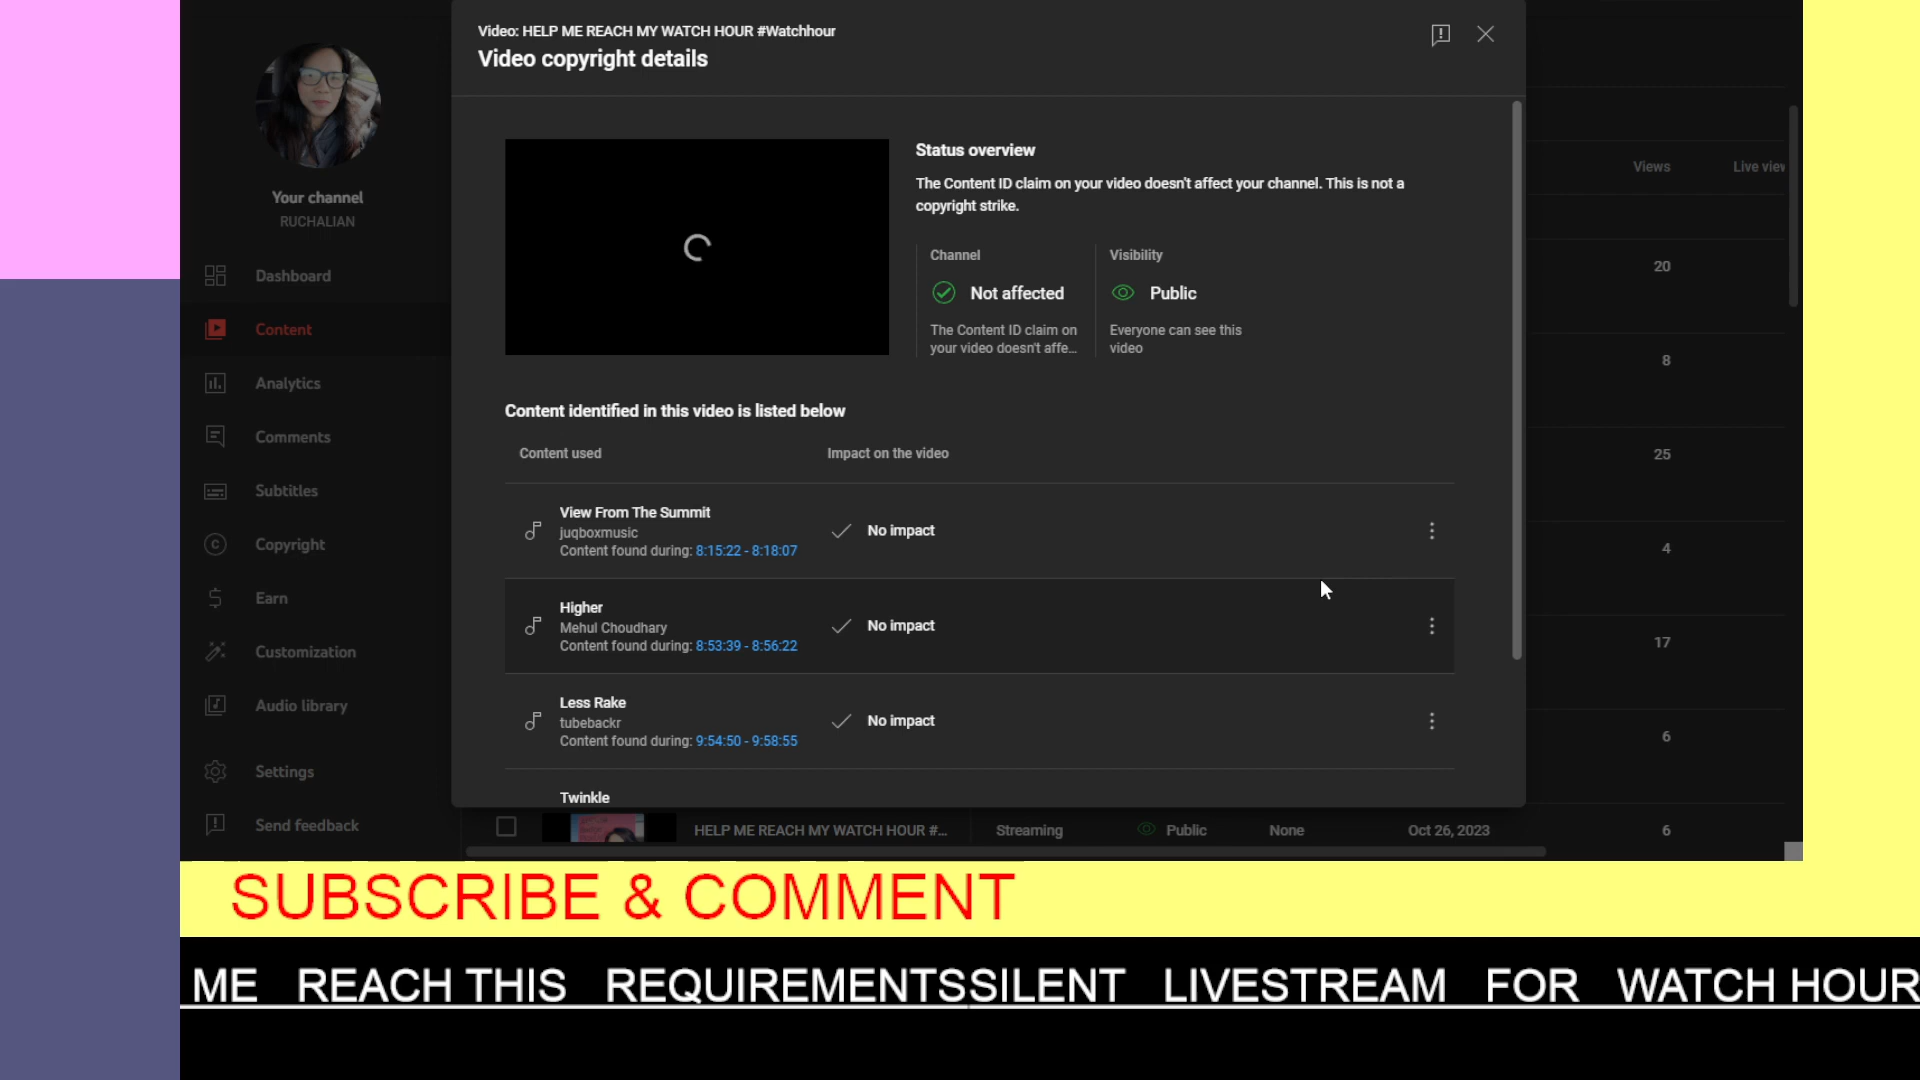 Video: HELP ME REACH MY WATCH HOUR #Watchhour
Video copyright details
Your channel
RUCHALIAN
Dashboard
Content
Analytics
Comments
Subtitles
Copyright
Earn
Customization
Audio library
Settings
Send feedback
Status overview
The Content ID claim on your video doesn't affect your channel. This is not a
copyright strike.
Channel
Not affected
The Content ID claim on
your video doesn't affe...
Visibility
Public
Everyone can see this
video
Content identified in this video is listed below
Content used Impact on the video
View From The Summit
juqboxmusic
Content found during: 8:15:22 - 8:18:07
No impact
Higher
Mehul Choudhary
Content found during: 8:53:39 - 8:56:22
No impact
Less Rake
tubebackr
Content found during: 9:54:50 - 9:58:55
No impact
Twinkle
Views Live view
20
8
25
4
17
6
HELP ME REACH MY WATCH HOUR #... Streaming Public None Oct 26, 2023 6
SUBSCRIBE & COMMENT
ME REACH THIS REQUIREMENTSSILENT LIVESTREAM FOR WATCH HOUR